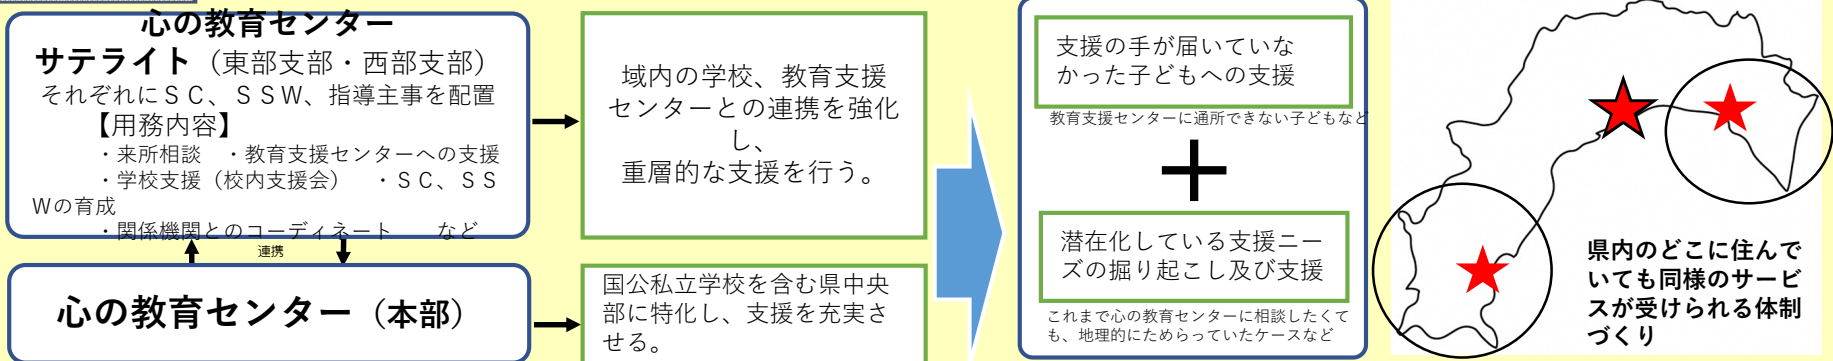 心の教育センター
サテライト（東部支部・西部支部）
それぞれにＳＣ、ＳＳＷ、指導主事を配置
【用務内容】
・来所相談　・教育支援センターへの支援
・学校支援（校内支援会）　・ＳＣ、ＳＳ
Wの育成
・関係機関とのコーディネート　　など
連携
心の教育センター（本部）
域内の学校、教育支援
センターとの連携を強化
し、
重層的な支援を行う。
国公私立学校を含む県中央
部に特化し、支援を充実さ
せる。
支援の手が届いていな
かった子どもへの支援
教育支援センターに通所できない子どもなど
＋
潜在化している支援ニー
ズの掘り起こし及び支援
これまで心の教育センターに相談したくて
も、地理的にためらっていたケースなど
県内のどこに住んで
いても同様のサービ
スが受けられる体制
づくり